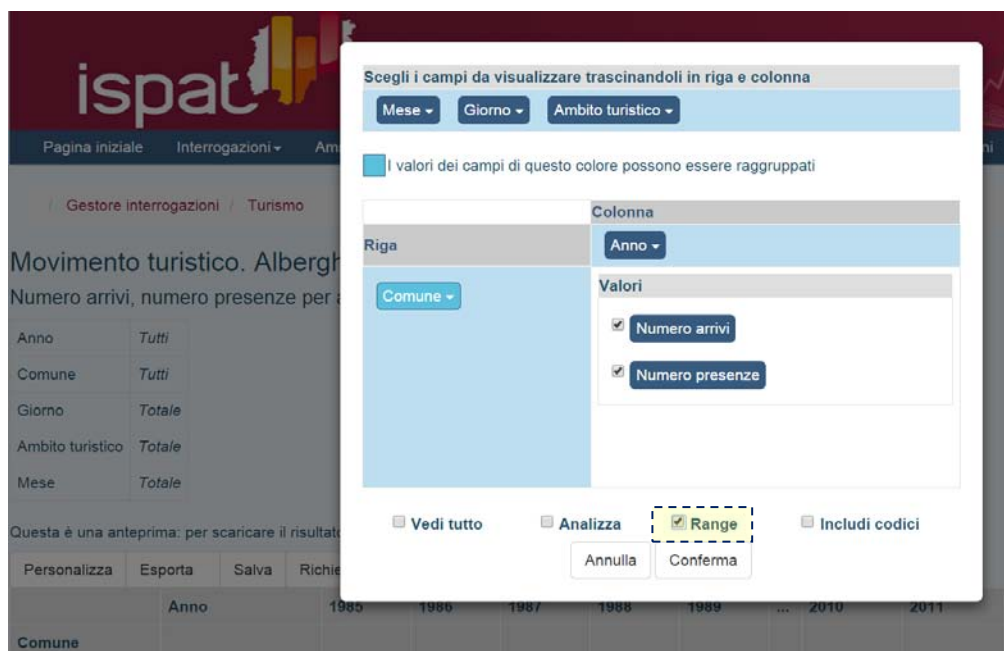 ispat
Pagina iniziale Interrogazioni Am
ni
/ Gestore interrogazioni / Turismo
Movimento turistico. Albergh
Numero arrivi, numero presenze per a
Anno Tutti
Comune Tutti
Giorno Totale
Ambito turistico Totale
Mese Totale
Questa è una anteprima: per scaricare il risultato
Personalizza Esporta Salva Richie
Anno 1985 1986 1987 1988 1989 ... 2010 2011
Comune
Scegli i campi da visualizzare trascinandoli in riga e colonna
Mese Giorno Ambito turistico
I valori dei campi di questo colore possono essere raggruppati
Colonna
Riga Anno
Comune
Valori
Numero arrivi
Numero presenze
Vedi tutto Analizza Range Includi codici
Annulla Conferma